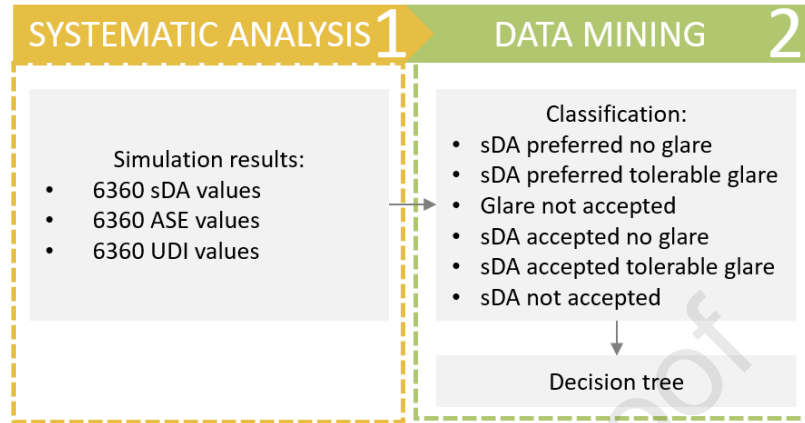 SYSTEMATIC ANALYSIS 1
DATA MINING 2
Simulation results:
• 6360 sDA values
• 6360 ASE values
• 6360 UDI values
Classification:
• sDA preferred no glare
• sDA preferred tolerable glare
• Glare not accepted
• sDA accepted no glare
• sDA accepted tolerable glare
• sDA not accepted
Decision tree